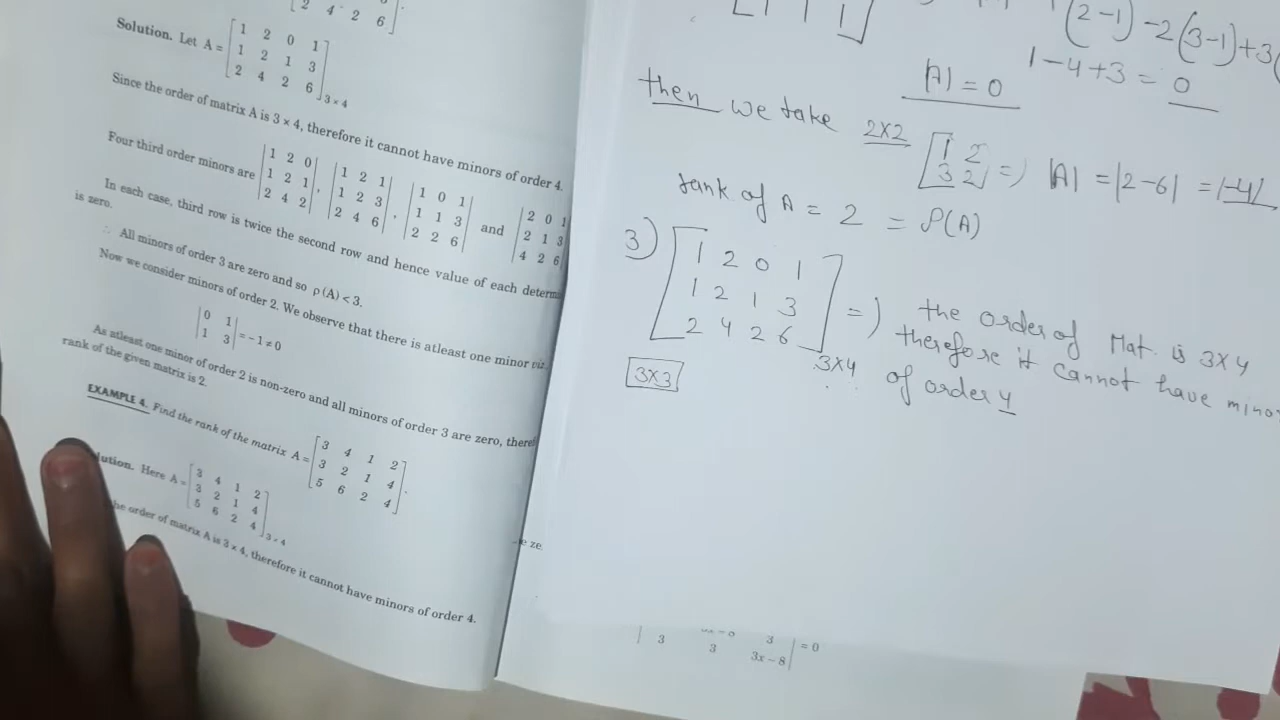 2 4 2 6
Solution. Let A = [1 2 0 1
1 2 1 3
2 4 2 6] 3 × 4
Since the order of matrix A is 3 × 4, therefore it cannot have minors of order 4.
Four third order minors are |1 2 0| , |1 2 1| , |1 0 1| and |2 0 1
|1 2 1| |1 2 3| |1 1 3| |2 1 3
|2 4 2| |2 4 6| |2 2 6| |4 2 6|
In each case, third row is twice the second row and hence value of each
is zero.
∴ All minors of order 3 are zero and so ρ (A) < 3.
Now we consider minors of order 2. We observe that there is atleast one minor viz.
|0 1|
|1 3| = – 1 ≠ 0
As atleast one minor of order 2 is non-zero and all minors of order 3 are zero,
rank of the given matrix is 2.
EXAMPLE 4. Find the rank of the matrix A = [3 4 1 2
3 2 1 4
5 6 2 4].
Here A = [3 4 1 2
3 2 1 4
5 6 2 4] 3 × 4
order of matrix A is 3 × 4, therefore it cannot have minors of order 4.
1 1 1]
(2-1) -2(3-1)+3(
1-4+3 = 0
|A| = 0
then we take 2x2 [1 2
3 2] => |A| = |2-6| = |-4|
rank of A = 2 = ρ(A)
3) [1 2 0 1
1 2 1 3
2 4 2 6] 3x4 => the order of Mat. is 3x4
therefore it cannot have
of order 4
3x3
3
3 3 3x – 8 | = 0